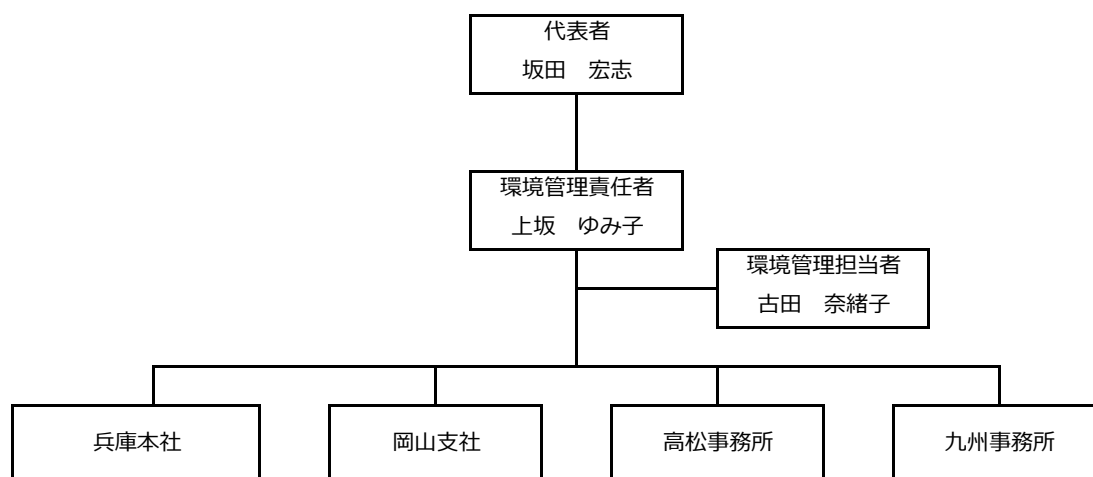 代表者
坂田　宏志
環境管理責任者
上坂　ゆみ子
環境管理担当者
古田　奈緒子
兵庫本社
岡山支社
高松事務所
九州事務所